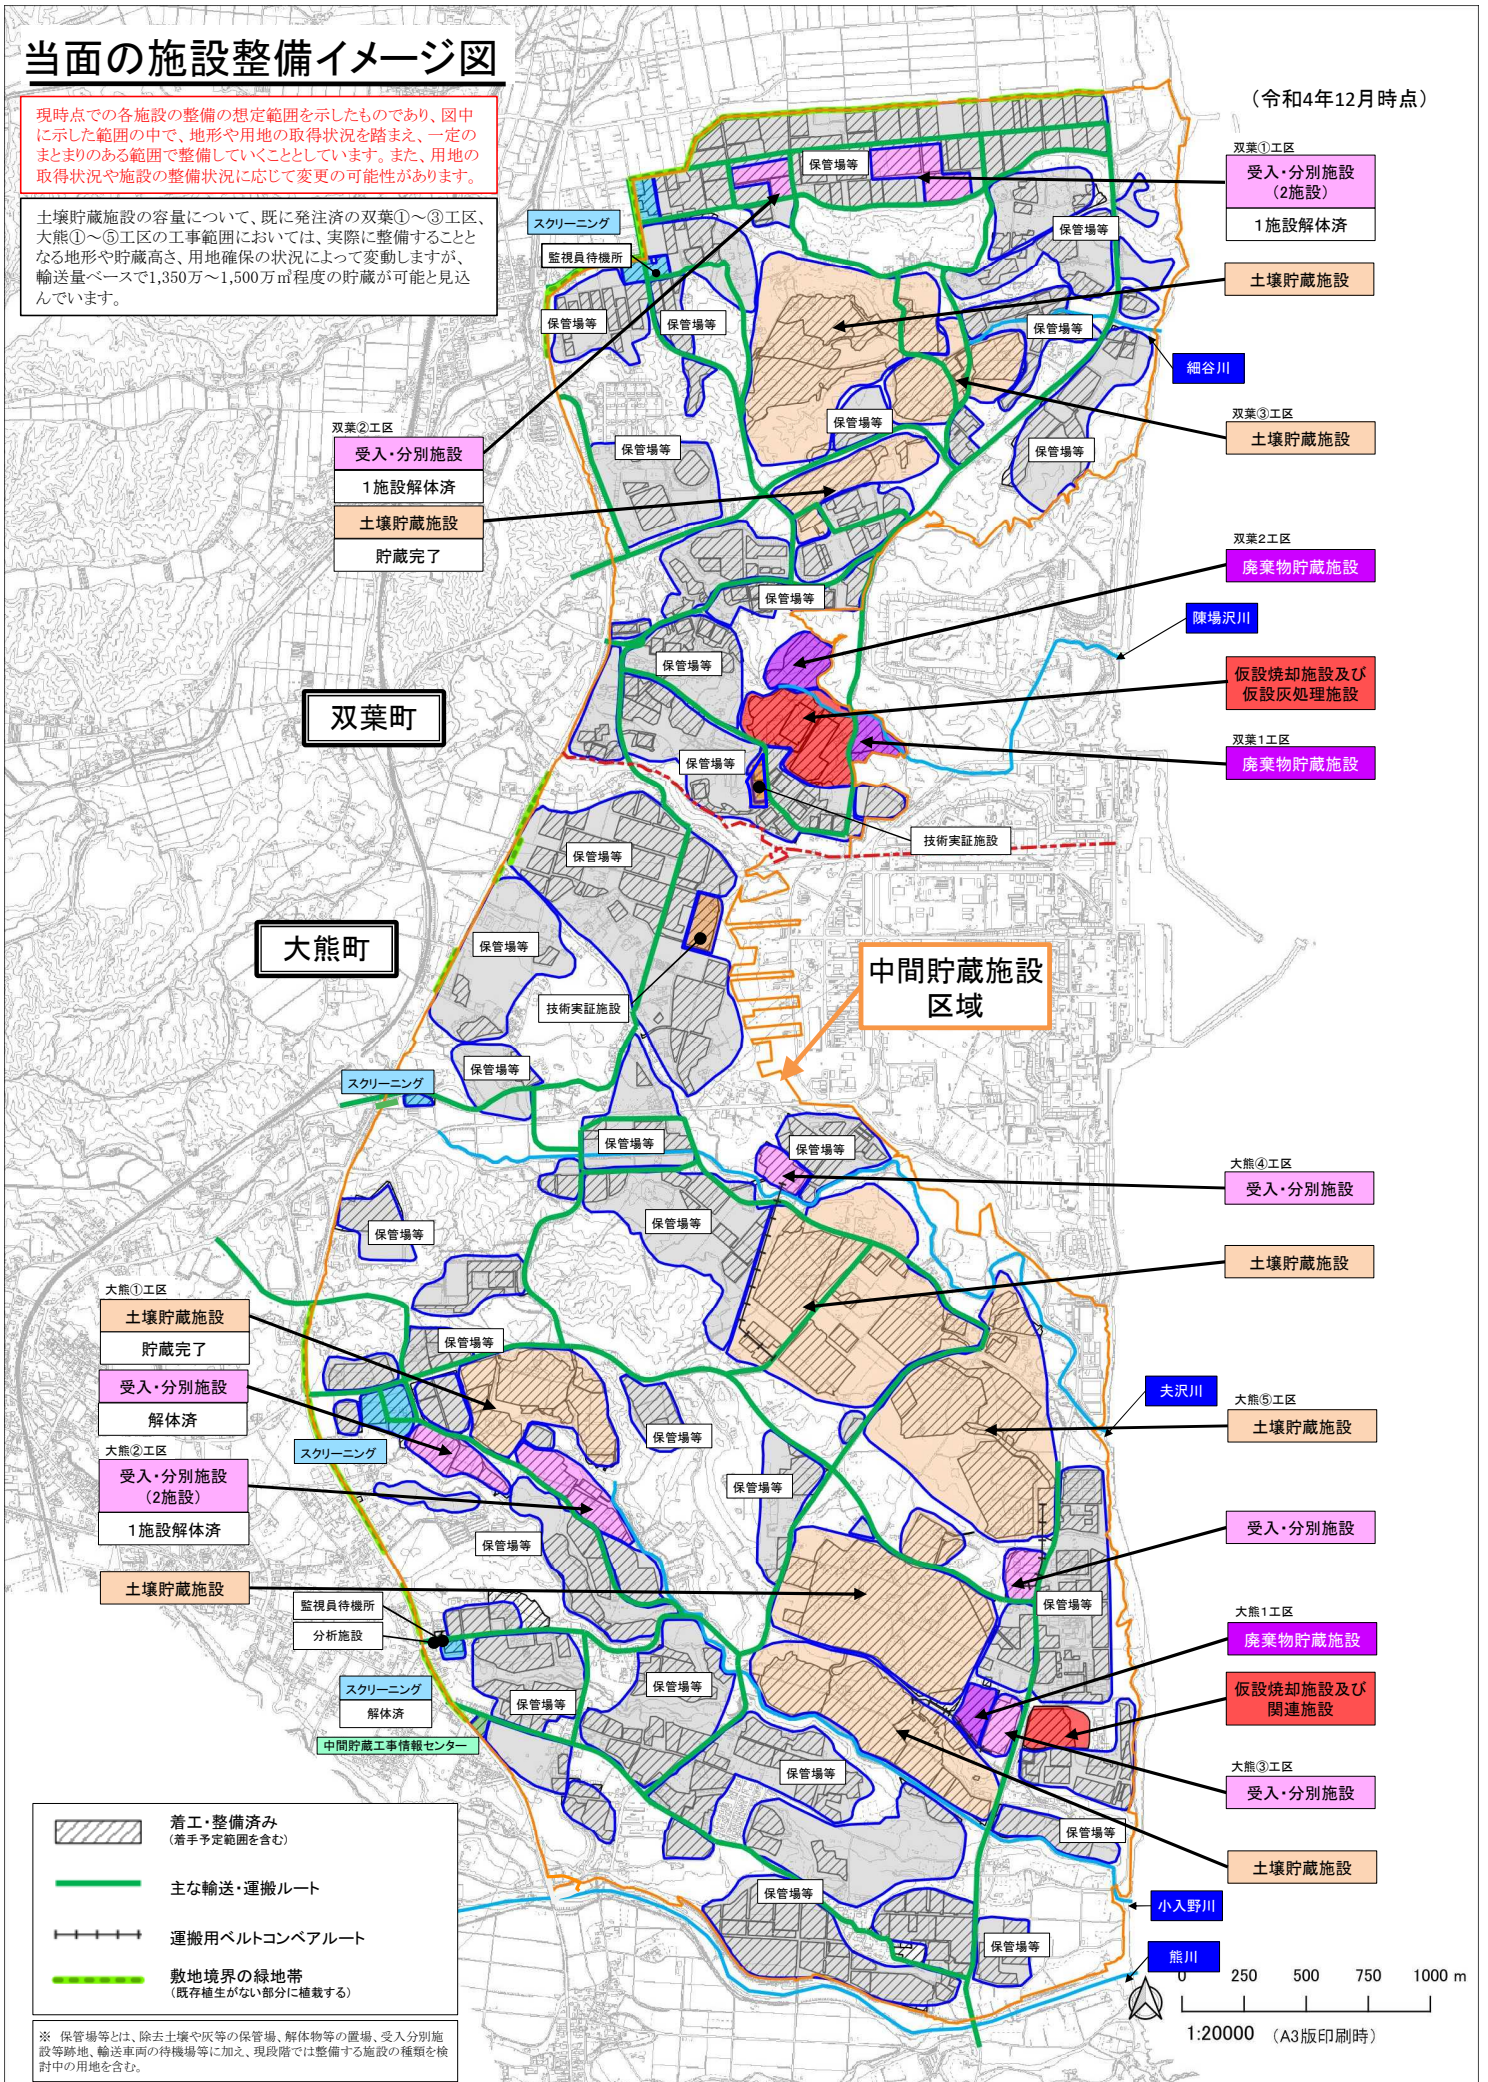 当面の施設整備イメージ図
現時点での各施設の整備の想定範囲を示したものであり、図中
に示した範囲の中で、地形や用地の取得状況を踏まえ、一定の
まとまりのある範囲で整備していくこととしています。また、用地の
取得状況や施設の整備状況に応じて変更の可能性があります。
土壌貯蔵施設の容量について、既に発注済の双葉①～③工区、
大熊①～⑤工区の工事範囲においては、実際に整備することと
なる地形や貯蔵高さ、用地確保の状況によって変動しますが、
輸送量ベースで1,350万～1,500万㎥程度の貯蔵が可能と見込
んでいます。
（令和4年12月時点）
双葉①工区
受入・分別施設
（2施設）
1施設解体済
保管場等
スクリーニング
保管場等
監視員待機所
土壌貯蔵施設
保管場等
保管場等
保管場等
細谷川
双葉③工区
土壌貯蔵施設
保管場等
双葉②工区
受入・分別施設
1施設解体済
土壌貯蔵施設
貯蔵完了
保管場等
保管場等
双葉2工区
廃棄物貯蔵施設
保管場等
陳場沢川
保管場等
仮設焼却施設及び
仮設灰処理施設
双葉町
双葉1工区
廃棄物貯蔵施設
保管場等
技術実証施設
保管場等
大熊町
保管場等
中間貯蔵施設
区域
技術実証施設
保管場等
スクリーニング
保管場等
保管場等
大熊④工区
受入・分別施設
保管場等
保管場等
土壌貯蔵施設
大熊①工区
土壌貯蔵施設
貯蔵完了
保管場等
受入・分別施設
解体済
夫沢川
大熊⑤工区
土壌貯蔵施設
保管場等
スクリーニング
大熊②工区
受入・分別施設
（2施設）
1施設解体済
保管場等
受入・分別施設
保管場等
土壌貯蔵施設
監視員待機所
分析施設
保管場等
大熊1工区
廃棄物貯蔵施設
スクリーニング
解体済
保管場等
保管場等
仮設焼却施設及び
関連施設
中間貯蔵工事情報センター
保管場等
大熊③工区
受入・分別施設
保管場等
土壌貯蔵施設
保管場等
小入野川
保管場等
熊川
着工・整備済み
（着手予定範囲を含む）
主な輸送・運搬ルート
運搬用ベルトコンベアルート
敷地境界の緑地帯
（既存植生がない部分に植栽する）
※ 保管場等とは、除去土壌や灰等の保管場、解体物等の置場、受入分別施
設等跡地、輸送車両の待機場等に加え、現段階では整備する施設の種類を検
討中の用地を含む。
0 250 500 750 1000 m
1:20000 （A3版印刷時）